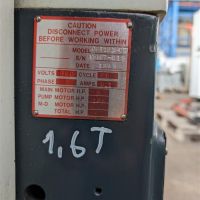 CAUTION
DISCONNECT POWER
BEFORE WORKING WITHIN
MODEL
S/N
DATE
VOLTS CYCLE
PHASE AMPS
MAIN MOTOR H.P.
PUMP MOTOR H.P.
M-D MOTOR H.P.
TOTAL H.P.
1,6T